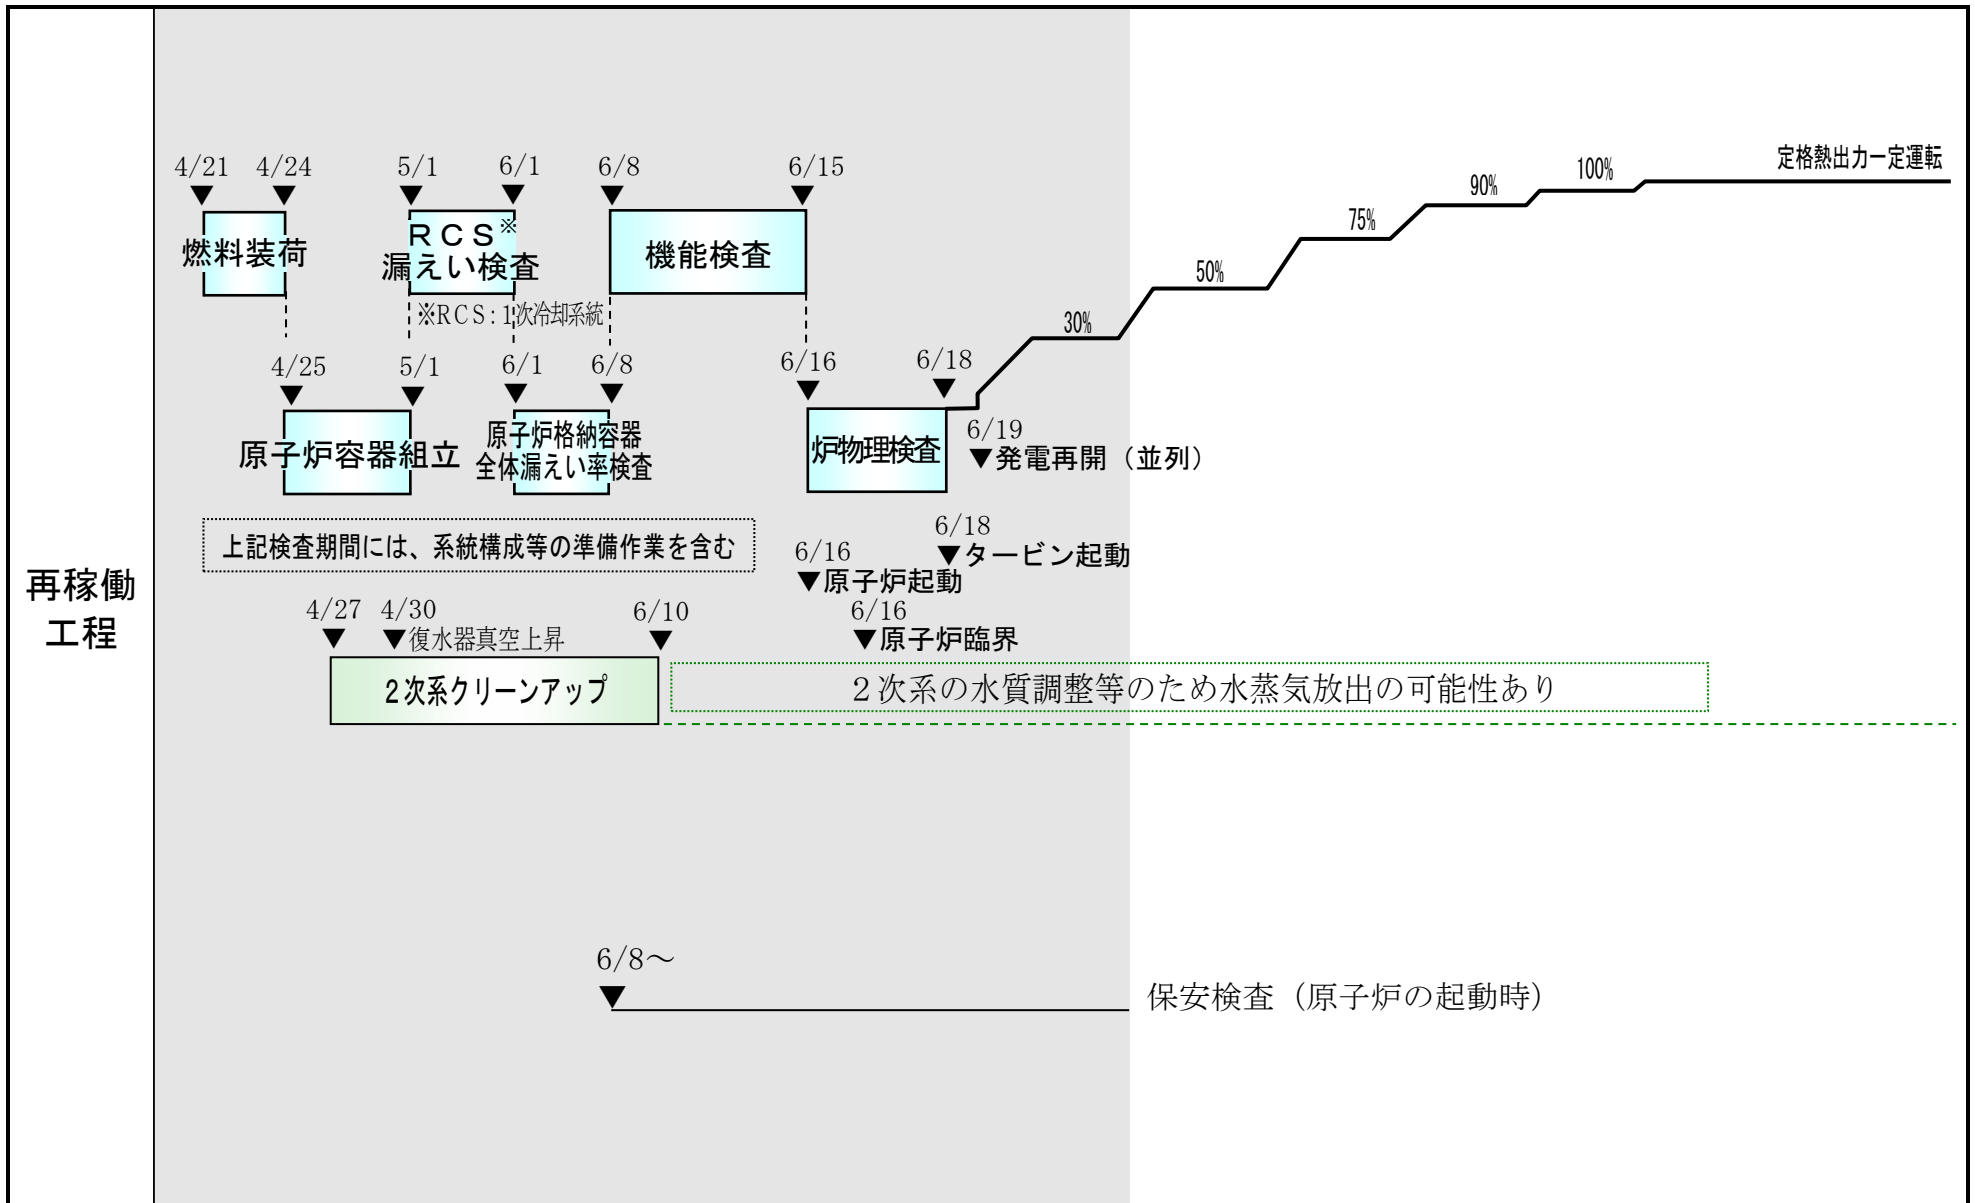 再稼働
工程
4/21 4/24 5/1 6/1 6/8 6/15
▼ ▼ ▼ ▼ ▼ ▼
燃料装荷
ＲＣＳ※
漏えい検査
機能検査
※RCS:1次冷却系統
4/25 5/1 6/1 6/8 6/16 6/18
▼ ▼ ▼ ▼ ▼ ▼
原子炉容器組立
原子炉格納容器
全体漏えい率検査
炉物理検査
6/19
▼発電再開（並列）
30%
50%
75%
90%
100%
定格熱出力一定運転
上記検査期間には、系統構成等の準備作業を含む
6/18
▼タービン起動
6/16
▼原子炉起動
6/16
▼原子炉臨界
4/27 4/30 6/10
▼ ▼復水器真空上昇 ▼
２次系クリーンアップ
２次系の水質調整等のため水蒸気放出の可能性あり
6/8～
▼
保安検査（原子炉の起動時）